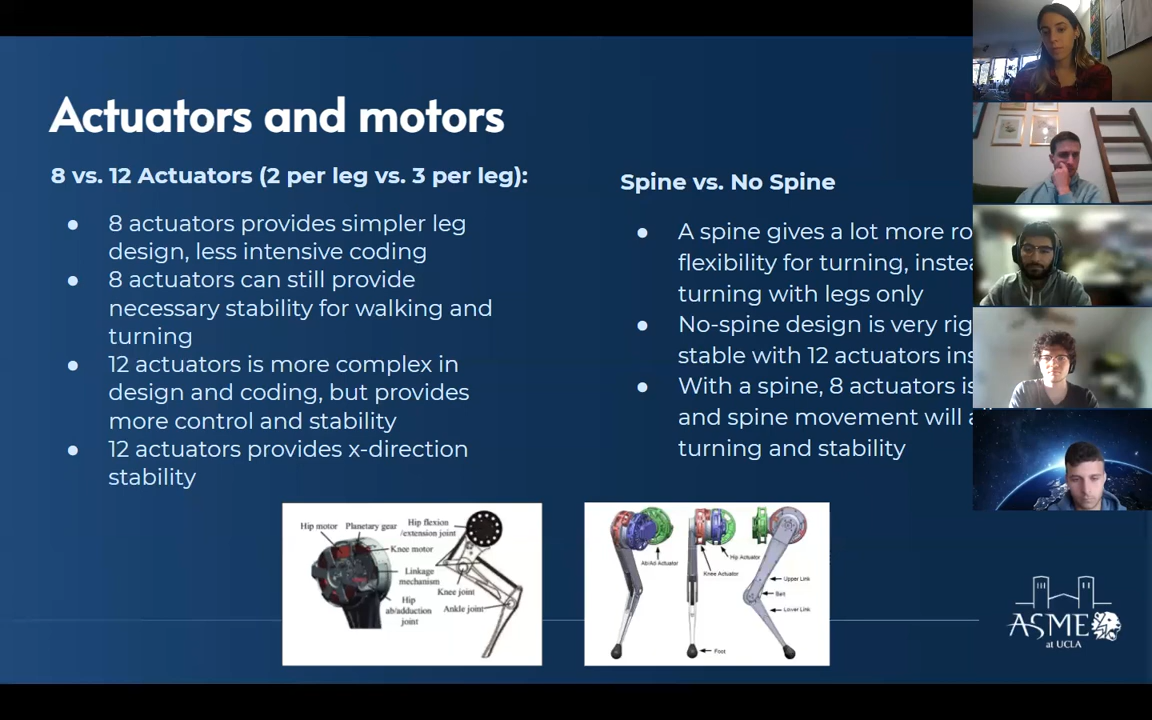 Actuators and motors
8 vs. 12 Actuators (2 per leg vs. 3 per leg):
● 8 actuators provides simpler leg
design, less intensive coding
● 8 actuators can still provide
necessary stability for walking and
turning
● 12 actuators is more complex in
design and coding, but provides
more control and stability
● 12 actuators provides x-direction
stability
Spine vs. No Spine
● A spine gives a lot more
flexibility for turning,
turning with legs only
● No-spine design is very
stable with 12 actuators
● With a spine, 8 actuators
and spine movement will
turning and stability
Hip motor
Planetary gear
Hip flexion
/extension joint
Knee motor
Linkage
mechanism
Knee joint
Hip
ab/adduction
joint
Ankle joint
Ab/Ad Actuator
Hip Actuator
Knee Actuator
Upper Link
Belt
Lower Link
Foot
ASME
at UCLA